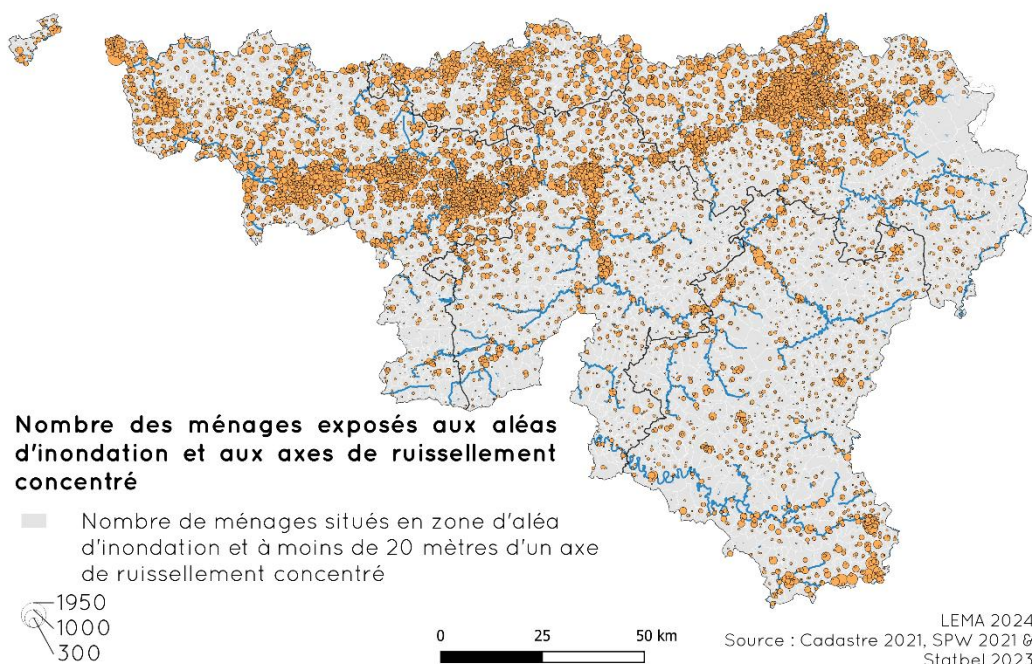 Nombre des ménages exposés aux aléas
d'inondation et aux axes de ruissellement
concentré
Nombre de ménages situés en zone d'aléa
d'inondation et à moins de 20 mètres d'un axe
de ruissellement concentré
1950
1000
300
0 25 50 km
LEMA 2024
Source : Cadastre 2021, SPW 2021 &
Statbel 2023